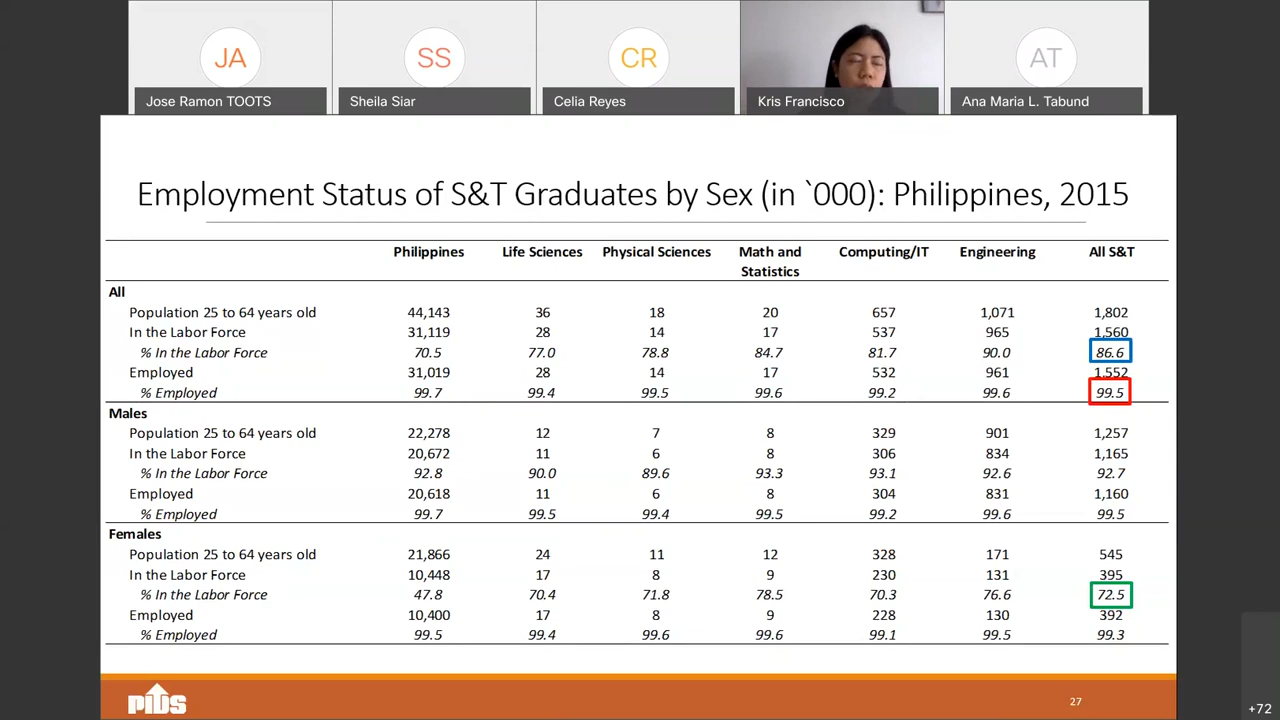 JA SS CR AT
Jose Ramon TOOTS Sheila Siar Celia Reyes Kris Francisco Ana Maria L. Tabund
Employment Status of S&T Graduates by Sex (in `000): Philippines, 2015
Philippines Life Sciences Physical Sciences Math and Statistics Computing/IT Engineering All S&T
All
Population 25 to 64 years old 44,143 36 18 20 657 1,071 1,802
In the Labor Force 31,119 28 14 17 537 965 1,560
% In the Labor Force 70.5 77.0 78.8 84.7 81.7 90.0 86.6
Employed 31,019 28 14 17 532 961 1,552
% Employed 99.7 99.4 99.5 99.6 99.2 99.6 99.5
Males
Population 25 to 64 years old 22,278 12 7 8 329 901 1,257
In the Labor Force 20,672 11 6 8 306 834 1,165
% In the Labor Force 92.8 90.0 89.6 93.3 93.1 92.6 92.7
Employed 20,618 11 6 8 304 831 1,160
% Employed 99.7 99.5 99.4 99.5 99.2 99.6 99.5
Females
Population 25 to 64 years old 21,866 24 11 12 328 171 545
In the Labor Force 10,448 17 8 9 230 131 395
% In the Labor Force 47.8 70.4 71.8 78.5 70.3 76.6 72.5
Employed 10,400 17 8 9 228 130 392
% Employed 99.5 99.4 99.6 99.6 99.1 99.5 99.3
PIDS 27
+72